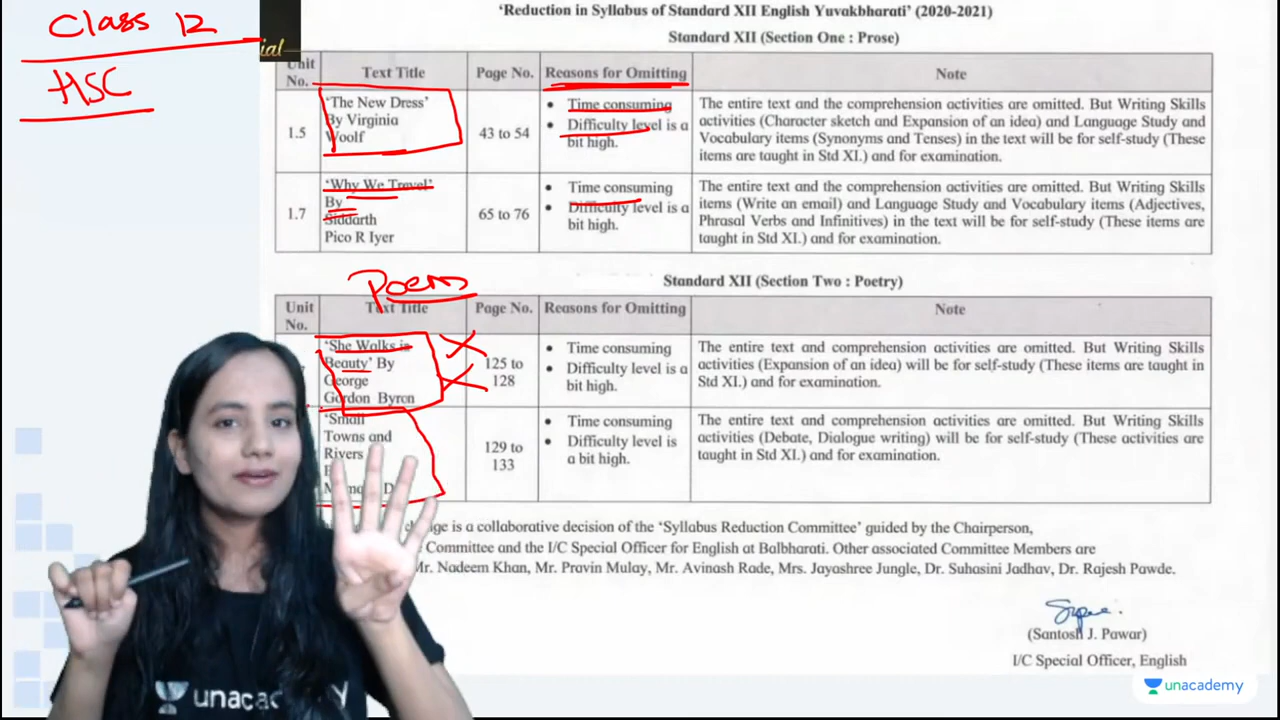 Class 12
HSC
ial
'Reduction in Syllabus of Standard XII English Yuvakbharati' (2020-2021)
Standard XII (Section One : Prose)
Unit No. Text Title Page No. Reasons for Omitting Note
1.5
'The New Dress'
By Virginia
Woolf
43 to 54
• Time consuming
• Difficulty level is a
bit high.
The entire text and the comprehension activities are omitted. But Writing Skills
activities (Character sketch and Expansion of an idea) and Language Study and
Vocabulary items (Synonyms and Tenses) in the text will be for self-study (These
items are taught in Std XI.) and for examination.
1.7
'Why We Travel'
By
Siddarth
Pico R Iyer
65 to 76
• Time consuming
• Difficulty level is a
bit high.
The entire text and the comprehension activities are omitted. But Writing Skills
items (Write an email) and Language Study and Vocabulary items (Adjectives,
Phrasal Verbs and Infinitives) in the text will be for self-study (These items are
taught in Std XI.) and for examination.
Poem
Standard XII (Section Two : Poetry)
Unit No. Text Title Page No. Reasons for Omitting Note
'She Walks in
Beauty' By
George
Gordon Byron
125 to
128
• Time consuming
• Difficulty level is a
bit high.
The entire text and comprehension activities are omitted. But Writing Skills
activities (Expansion of an idea) will be for self-study (These activities are taught in
Std XI.) and for examination.
'Small
Towns and
Rivers
129 to
133
• Time consuming
• Difficulty level is
a bit high.
The entire text and comprehension activities are omitted. But Writing Skills
activities (Debate, Dialogue writing) will be for self-study (These activities are
taught in Std XI.) and for examination.
is a collaborative decision of the 'Syllabus Reduction Committee' guided by the Chairperson,
Committee and the I/C Special Officer for English at Balbharati. Other associated Committee Members are
Mr. Nadeem Khan, Mr. Pravin Mulay, Mr. Avinash Rade, Mrs. Jayashree Jungle, Dr. Suhasini Jadhav, Dr. Rajesh Pawde.
(Santosh J. Pawar)
I/C Special Officer, English
unacademy
unacad